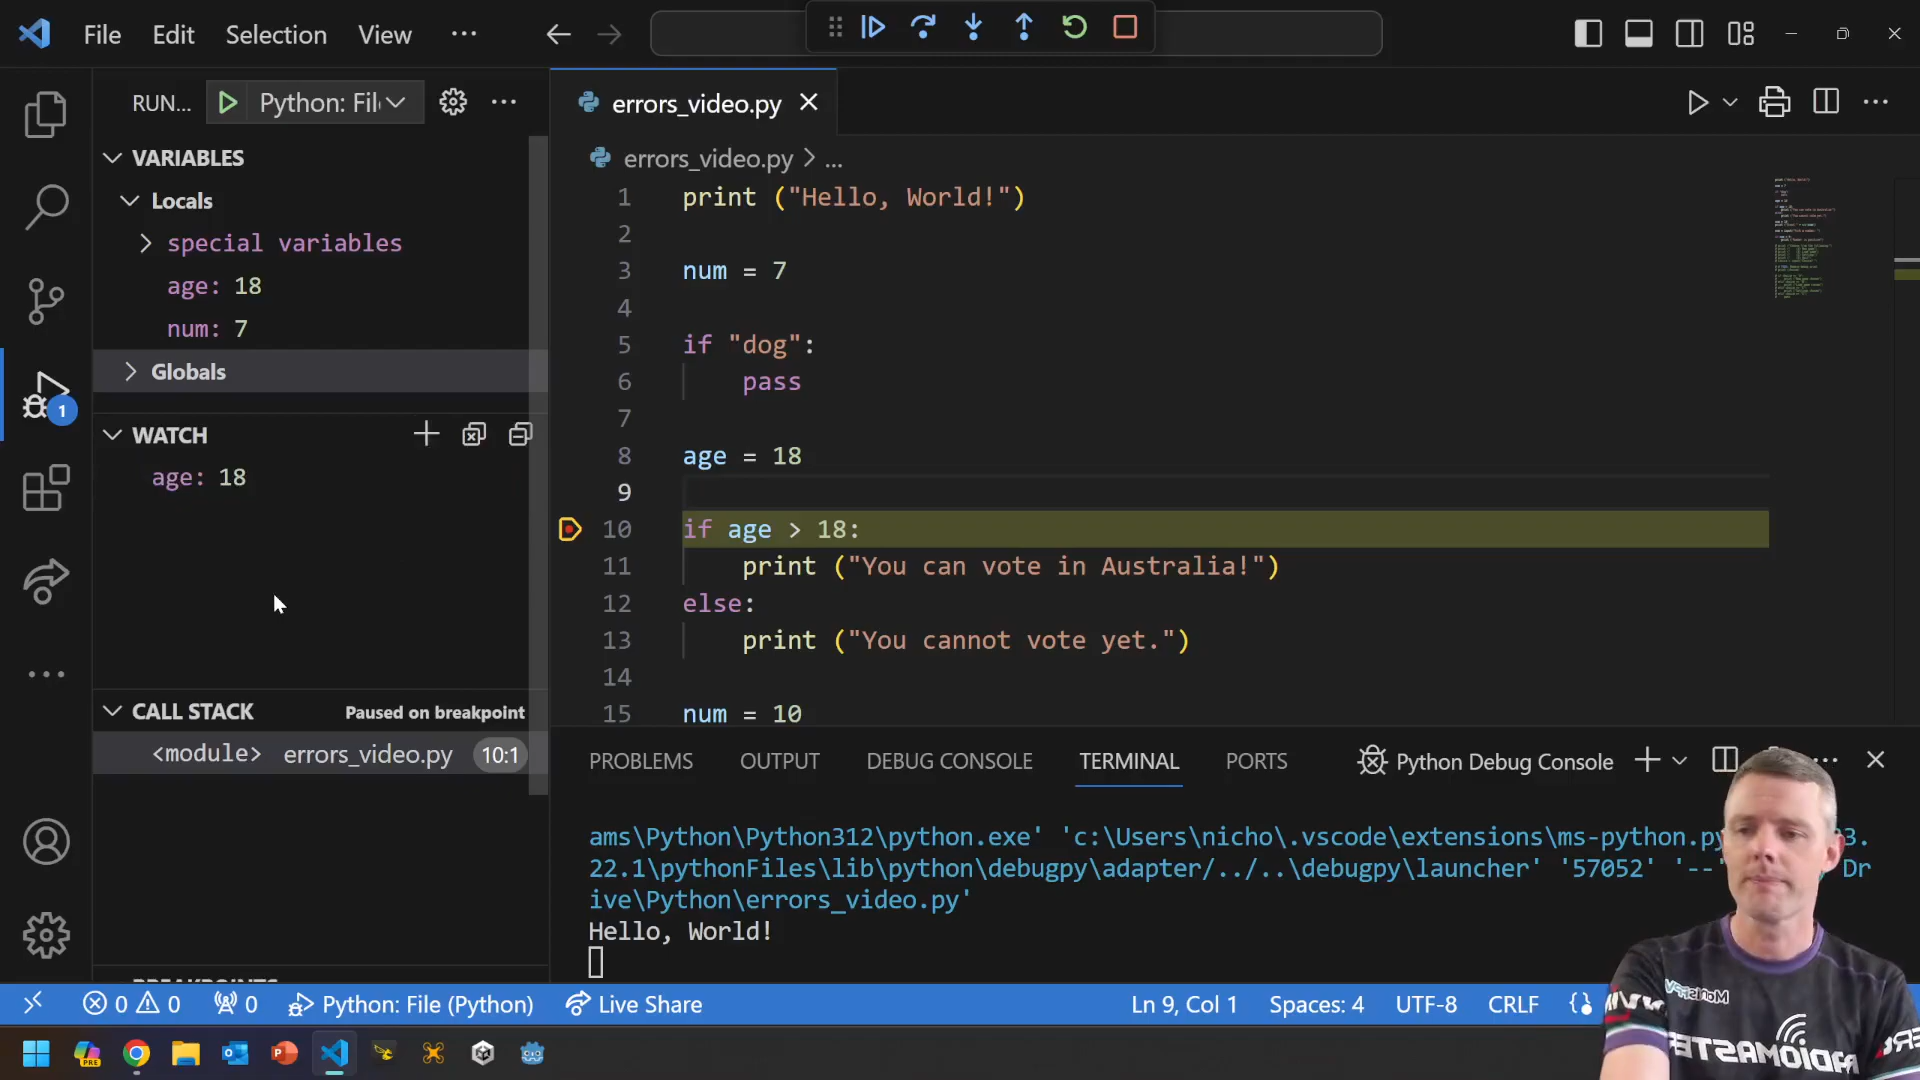 File Edit Selection View
RUN... Python: Fil
VARIABLES
Locals
special variables
age: 18
num: 7
Globals
WATCH
age: 18
CALL STACK Paused on breakpoint
<module> errors_video.py 10:1
1
errors_video.py
errors_video.py > ...
1 print ("Hello, World!")
2
3 num = 7
4
5 if "dog":
6 pass
7
8 age = 18
9
10 if age > 18:
11 print ("You can vote in Australia!")
12 else:
13 print ("You cannot vote yet.")
14
15 num = 10
PROBLEMS OUTPUT DEBUG CONSOLE TERMINAL PORTS Python Debug Console
ams\Python\Python312\python.exe' 'c:\Users\nicho\.vscode\extensions\ms-python.py 3.
22.1\pythonFiles\lib\python\debugpy\adapter/../..\debugpy\launcher' '57052' '--' Dr
ive\Python\errors_video.py'
Hello, World!
0 0 0 Python: File (Python) Live Share Ln 9, Col 1 Spaces: 4 UTF-8 CRLF
PRE